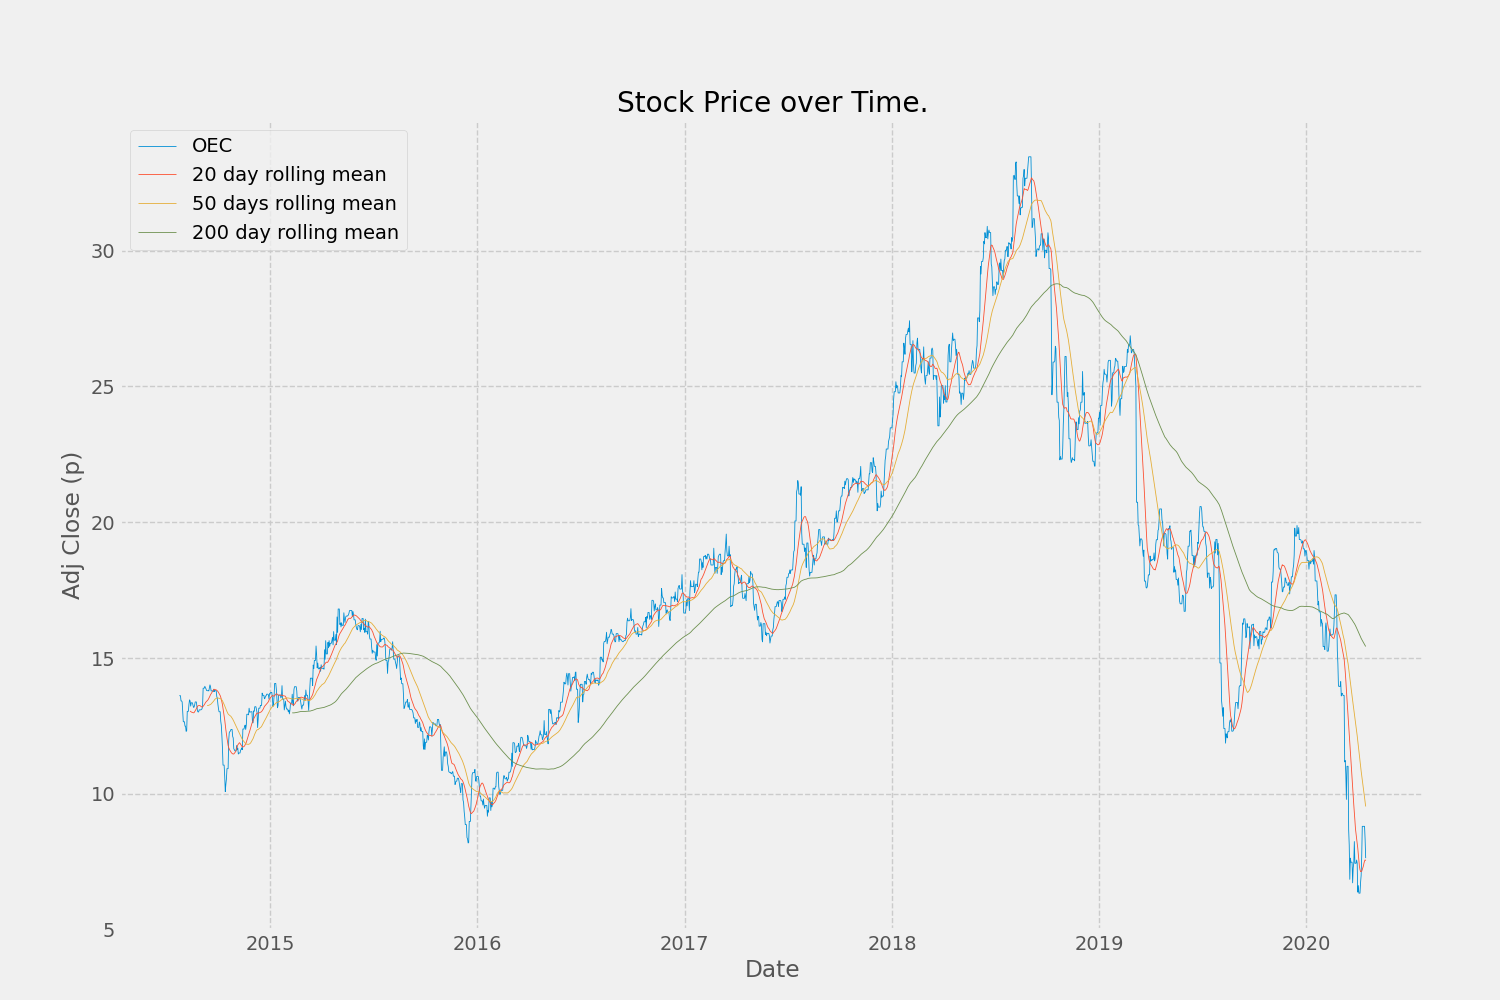 Stock Price over Time.
OEC
20 day rolling mean
50 days rolling mean
200 day rolling mean
Adj Close (p)
30
25
20
15
10
5
2015 2016 2017 2018 2019 2020
Date